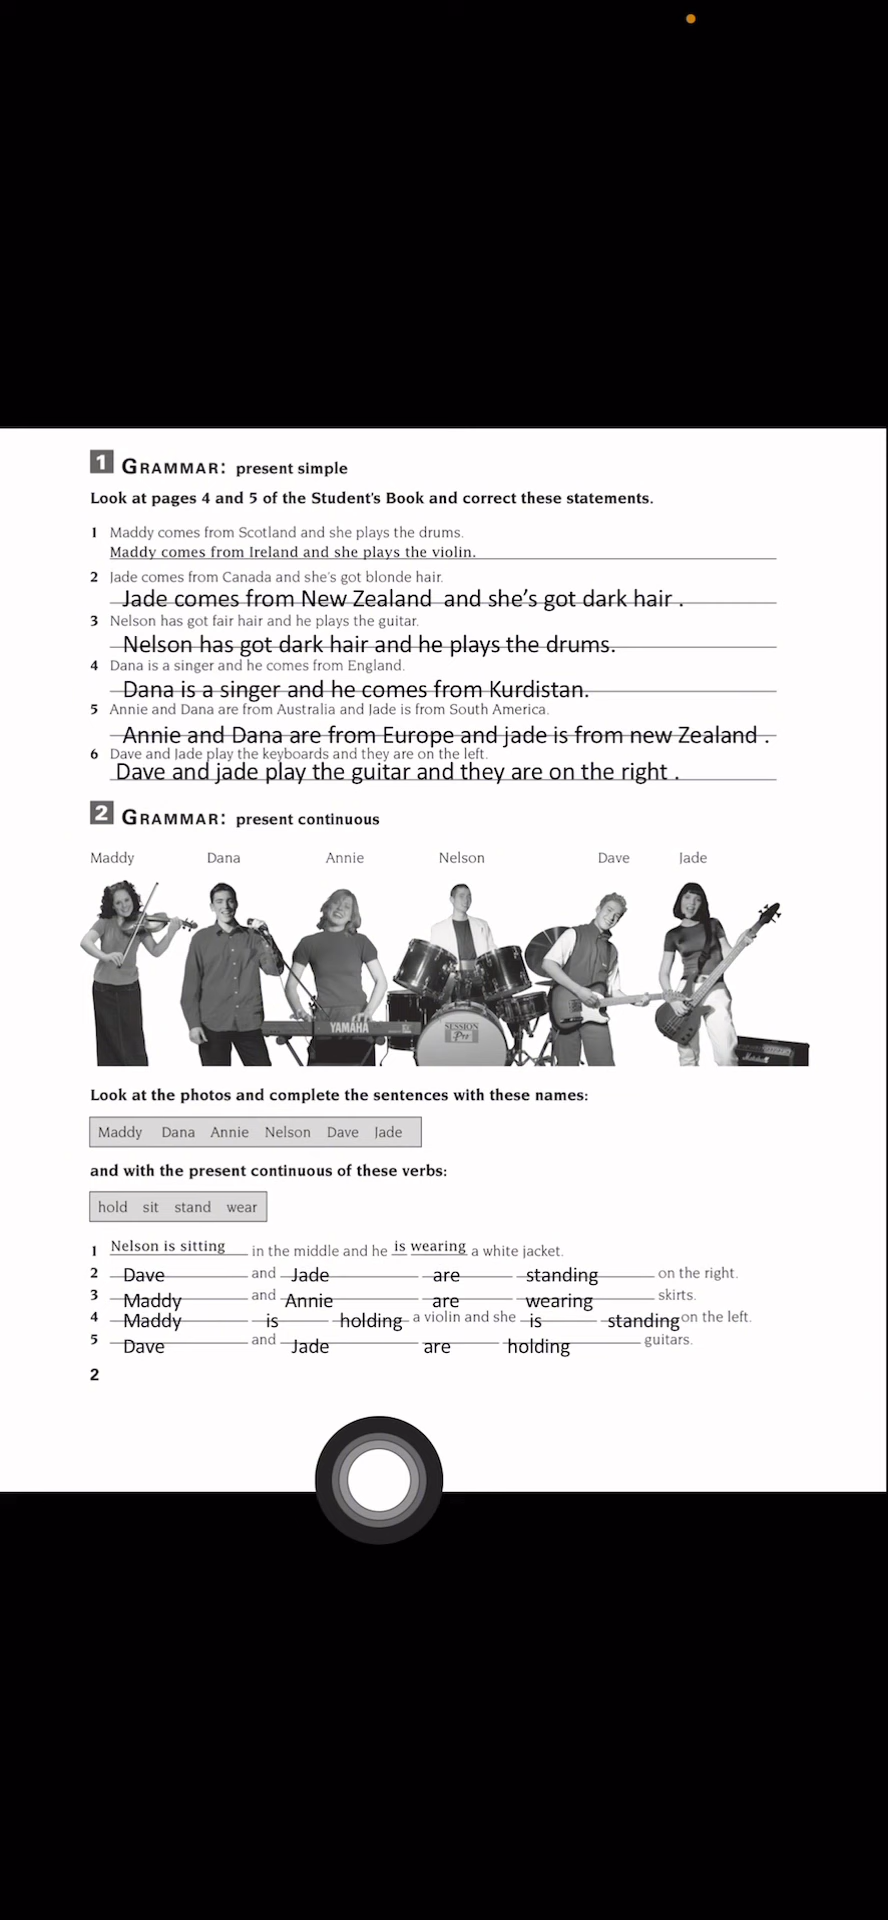 1 GRAMMAR: present simple
Look at pages 4 and 5 of the Student's Book and correct these statements.
1 Maddy comes from Scotland and she plays the drums.
Maddy comes from Ireland and she plays the violin.
2 Jade comes from Canada and she's got blonde hair.
Jade comes from New Zealand and she's got dark hair .
3 Nelson has got fair hair and he plays the guitar.
Nelson has got dark hair and he plays the drums.
4 Dana is a singer and he comes from England.
Dana is a singer and he comes from Kurdistan.
5 Annie and Dana are from Australia and Jade is from South America.
Annie and Dana are from Europe and jade is from new Zealand .
6 Dave and Jade play the keyboards and they are on the left.
Dave and jade play the guitar and they are on the right .
2 GRAMMAR: present continuous
Maddy Dana Annie Nelson Dave Jade
YAMAHA
SESSION
Pro
Marshall
Look at the photos and complete the sentences with these names:
Maddy Dana Annie Nelson Dave Jade
and with the present continuous of these verbs:
hold sit stand wear
1 Nelson is sitting in the middle and he is wearing a white jacket.
2 Dave and Jade are standing on the right.
3 Maddy and Annie are wearing skirts.
4 Maddy is holding a violin and she is standing on the left.
5 Dave and Jade are holding guitars.
2